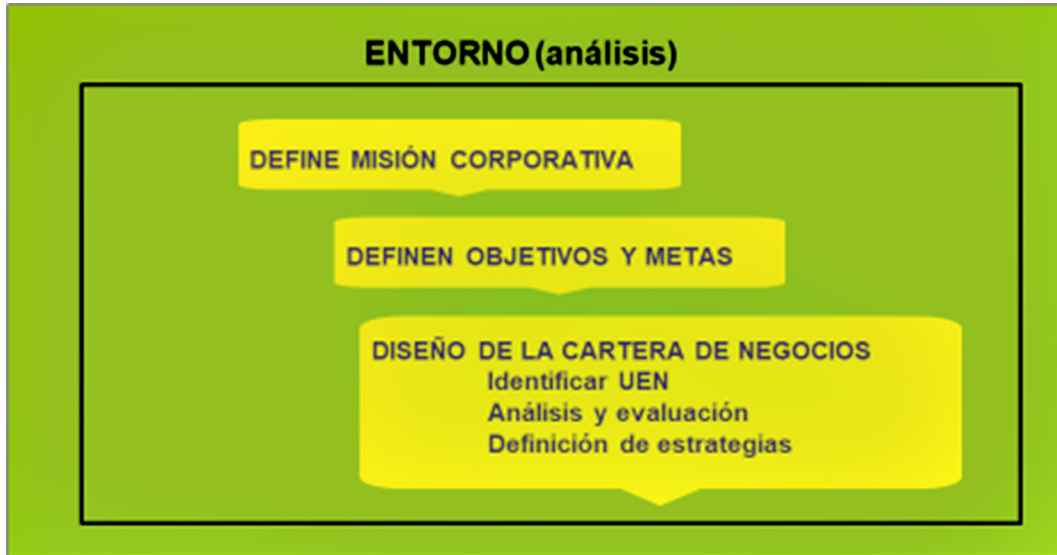 ENTORNO (análisis)
DEFINE MISIÓN CORPORATIVA
DEFINEN OBJETIVOS Y METAS
DISEÑO DE LA CARTERA DE NEGOCIOS
Identificar UEN
Análisis y evaluación
Definición de estrategias